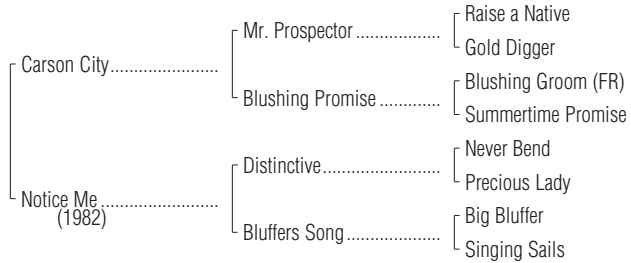 Raise a Native
Mr. Prospector ..................
Gold Digger
Carson City.......................
Blushing Groom (FR)
Blushing Promise .............
Summertime Promise
Never Bend
Distinctive.........................
Precious Lady
Notice Me .........................
(1982)
Big Bluffer
Bluffers Song....................
Singing Sails